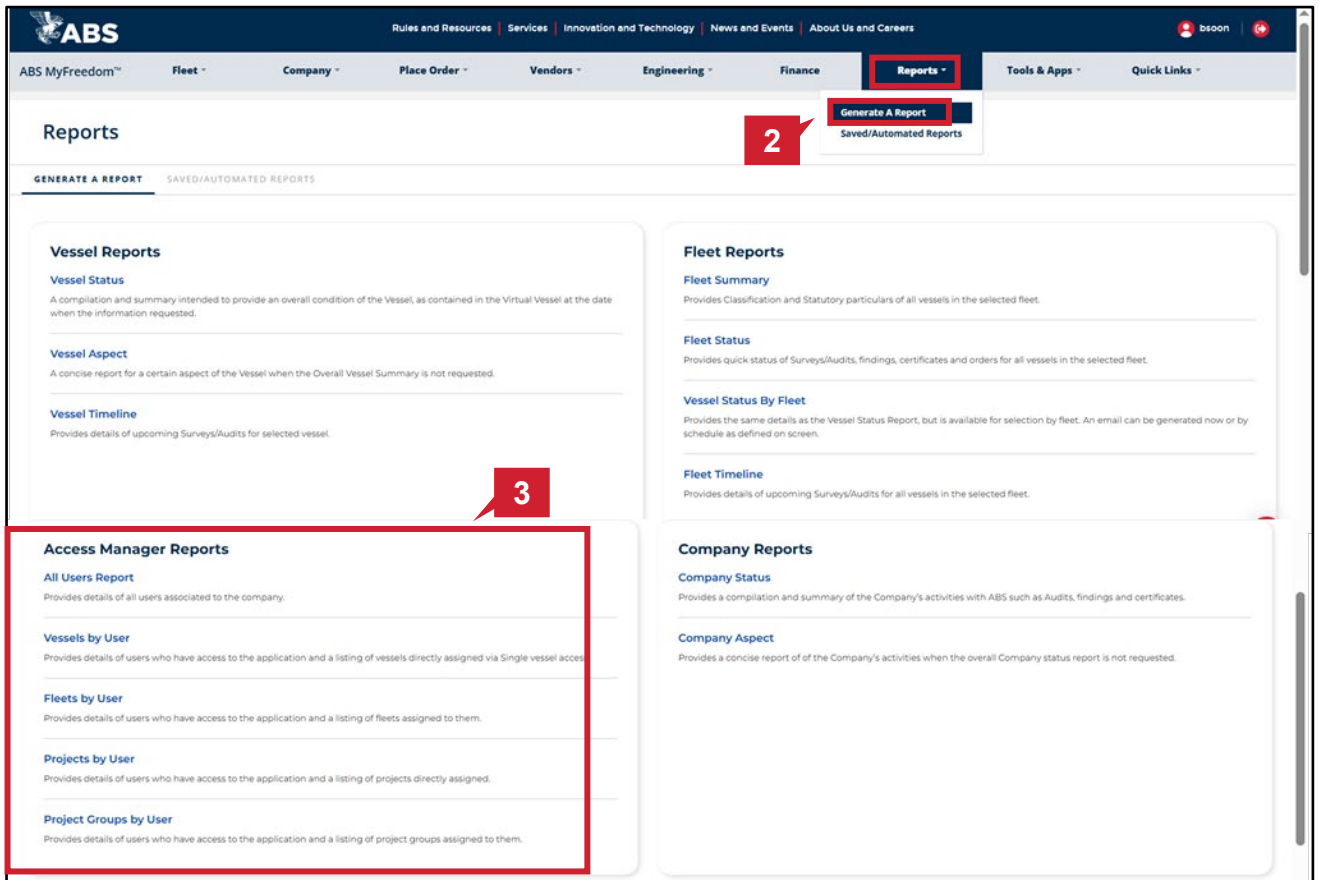 ABS
Rules and Resources | Services | Innovation and Technology | News and Events | About Us and Careers
bsoon
ABS MyFreedom™ Fleet Company Place Order Vendors Engineering Finance Reports Tools & Apps Quick Links
Generate A Report
Saved/Automated Reports
2
Reports
GENERATE A REPORT SAVED/AUTOMATED REPORTS
Vessel Reports
Vessel Status
A compilation and summary intended to provide an overall condition of the Vessel, as contained in the Virtual Vessel at the date
when the information requested.
Vessel Aspect
A concise report for a certain aspect of the Vessel when the Overall Vessel Summary is not requested.
Vessel Timeline
Provides details of upcoming Surveys/Audits for selected vessel.
Fleet Reports
Fleet Summary
Provides Classification and Statutory particulars of all vessels in the selected fleet.
Fleet Status
Provides quick status of Surveys/Audits, findings, certificates and orders for all vessels in the selected fleet.
Vessel Status By Fleet
Provides the same details as the Vessel Status Report, but is available for selection by fleet. An email can be generated now or by
schedule as defined on screen.
Fleet Timeline
Provides details of upcoming Surveys/Audits for all vessels in the selected fleet.
3
Access Manager Reports
All Users Report
Provides details of all users associated to the company.
Vessels by User
Provides details of users who have access to the application and a listing of vessels directly assigned via Single vessel acces
Fleets by User
Provides details of users who have access to the application and a listing of fleets assigned to them.
Projects by User
Provides details of users who have access to the application and a listing of projects directly assigned.
Project Groups by User
Provides details of users who have access to the application and a listing of project groups assigned to them.
Company Reports
Company Status
Provides a compilation and summary of the Company's activities with ABS such as Audits, findings and certificates.
Company Aspect
Provides a concise report of of the Company's activities when the overall Company status report is not requested.